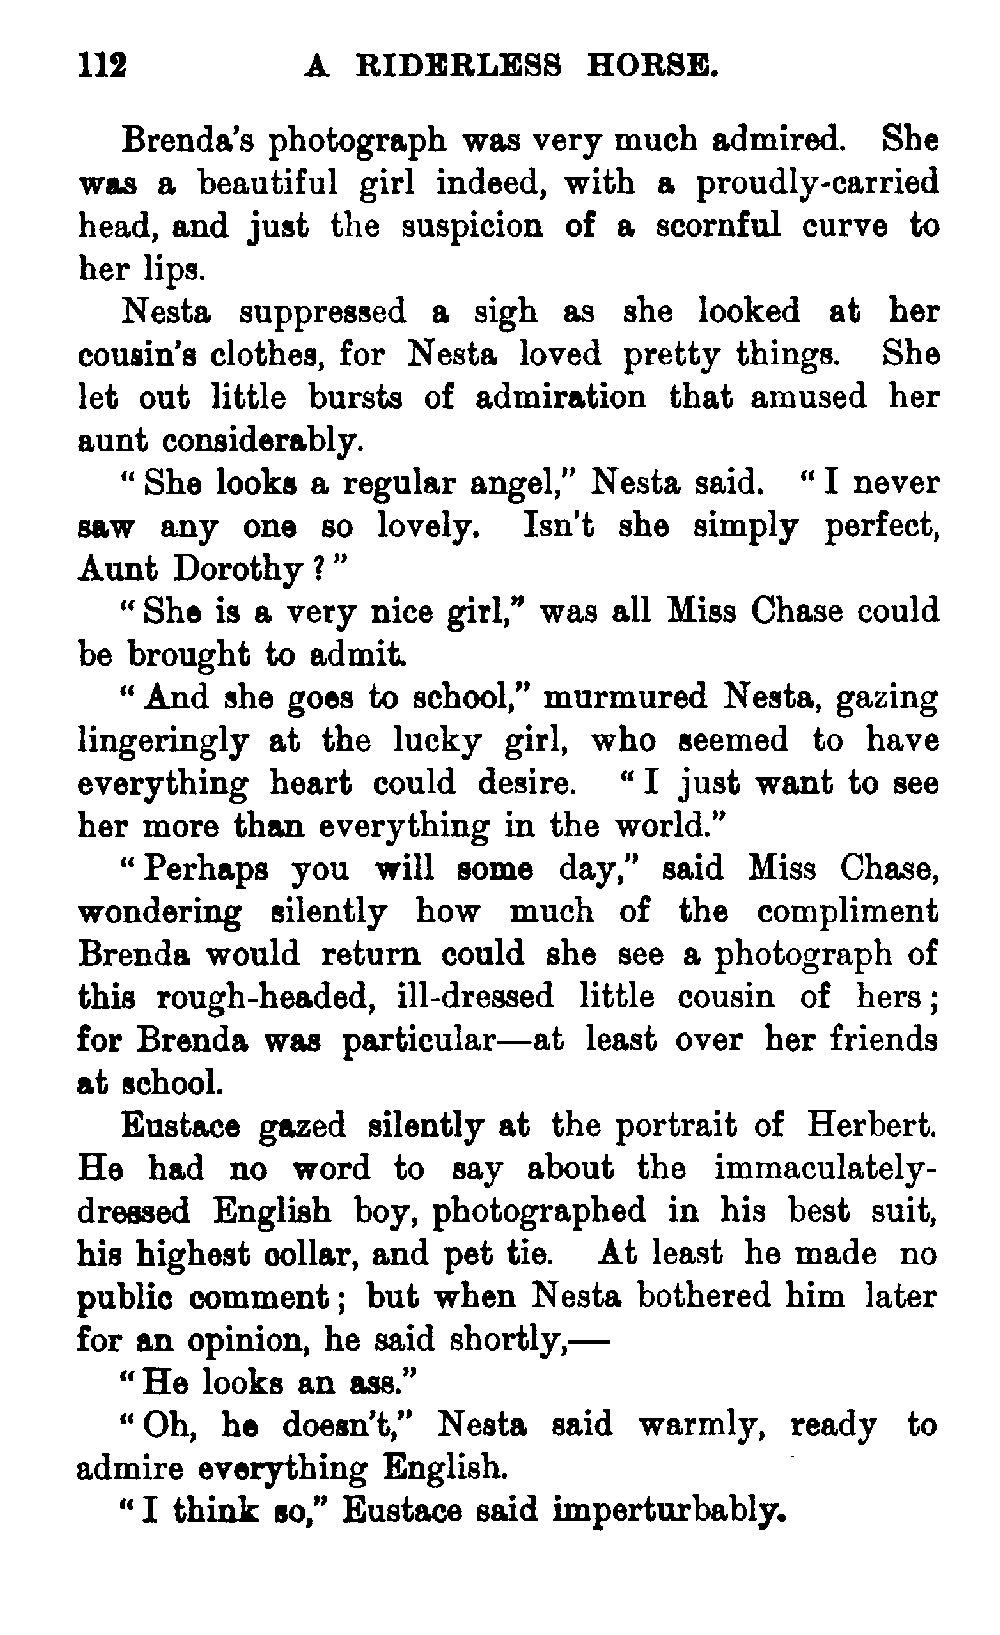 112 A RIDERLESS HORSE.
Brenda's photograph was very much admired. She
was a beautiful girl indeed, with a proudly-carried
head, and just the suspicion of a scornful curve to
her lips.
Nesta suppressed a sigh as she looked at her
cousin's clothes, for Nesta loved pretty things. She
let out little bursts of admiration that amused her
aunt considerably.
"She looks a regular angel," Nesta said. "I never
saw any one so lovely. Isn't she simply perfect,
Aunt Dorothy?"
"She is a very nice girl," was all Miss Chase could
be brought to admit.
"And she goes to school," murmured Nesta, gazing
lingeringly at the lucky girl, who seemed to have
everything heart could desire. "I just want to see
her more than everything in the world."
"Perhaps you will some day," said Miss Chase,
wondering silently how much of the compliment
Brenda would return could she see a photograph of
this rough-headed, ill-dressed little cousin of hers;
for Brenda was particular—at least over her friends
at school.
Eustace gazed silently at the portrait of Herbert.
He had no word to say about the immaculately-
dressed English boy, photographed in his best suit,
his highest collar, and pet tie. At least he made no
public comment; but when Nesta bothered him later
for an opinion, he said shortly,—
"He looks an ass."
"Oh, he doesn't," Nesta said warmly, ready to
admire everything English.
"I think so," Eustace said imperturbably.